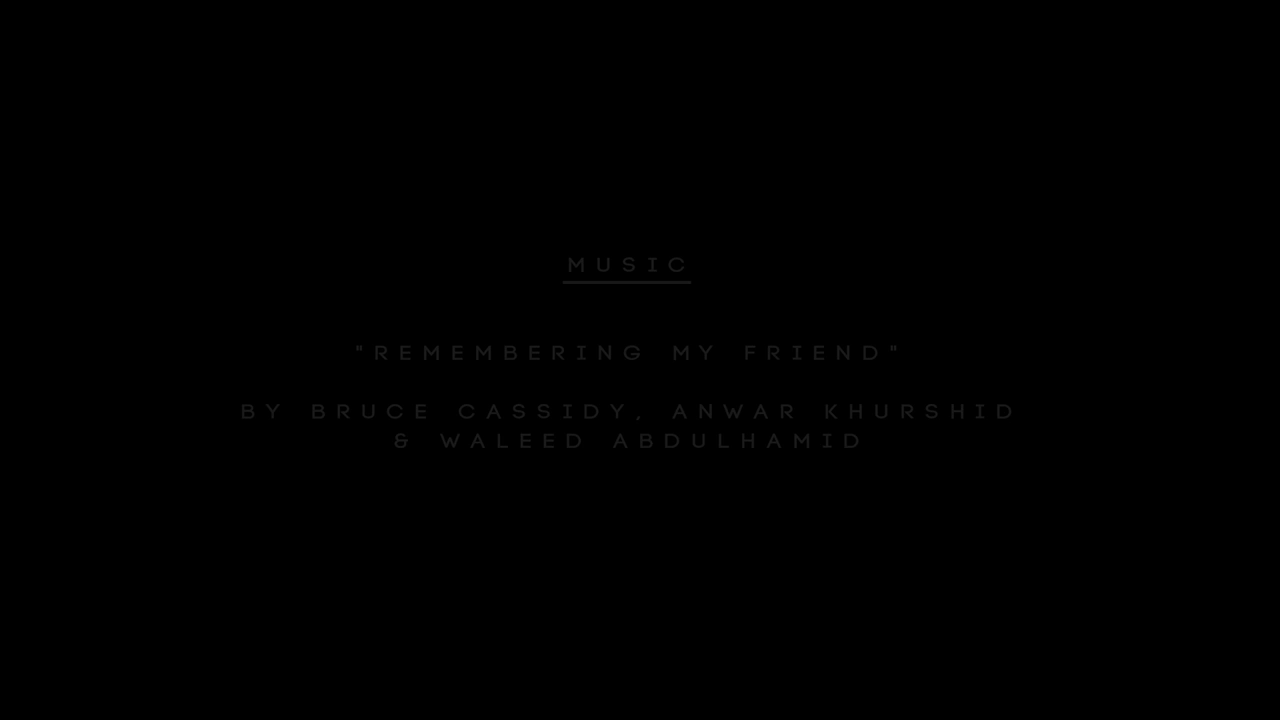 MUSIC
"REMEMBERING MY FRIEND"
BY BRUCE CASSIDY, ANWAR KHURSHID
& WALEED ABDULHAMID